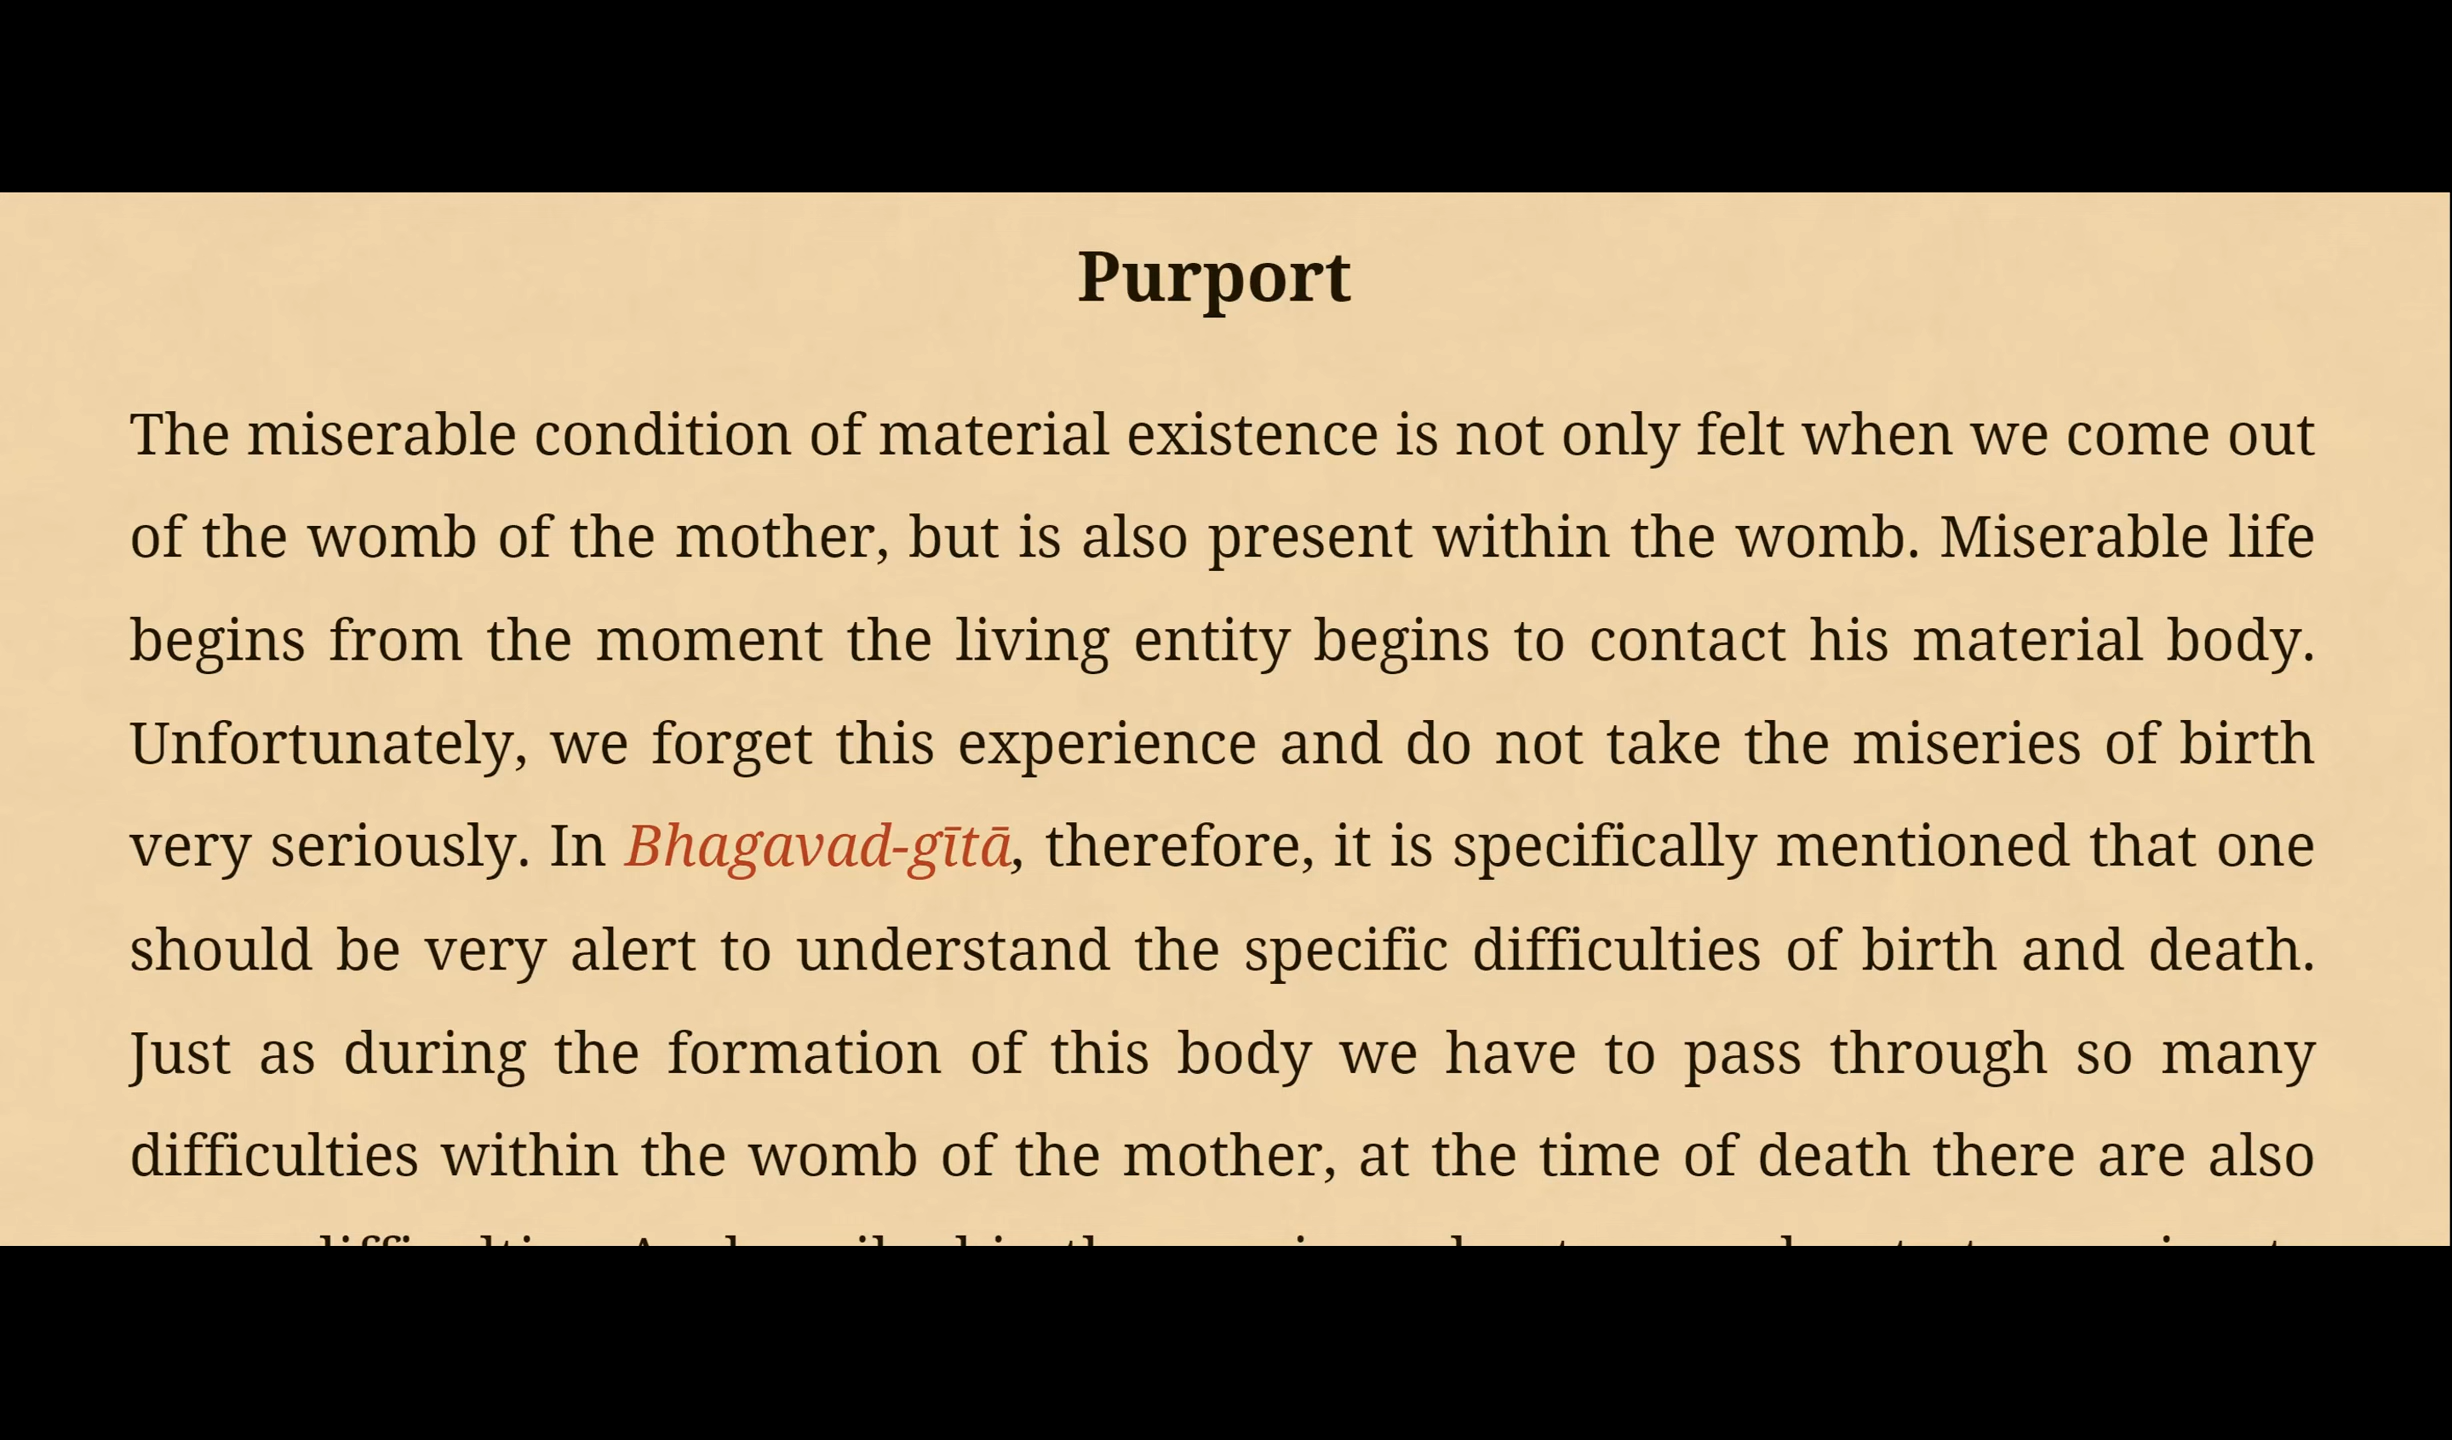 Purport
The miserable condition of material existence is not only felt when we come out
of the womb of the mother, but is also present within the womb. Miserable life
begins from the moment the living entity begins to contact his material body.
Unfortunately, we forget this experience and do not take the miseries of birth
very seriously. In Bhagavad-gītā, therefore, it is specifically mentioned that one
should be very alert to understand the specific difficulties of birth and death.
Just as during the formation of this body we have to pass through so many
difficulties within the womb of the mother, at the time of death there are also